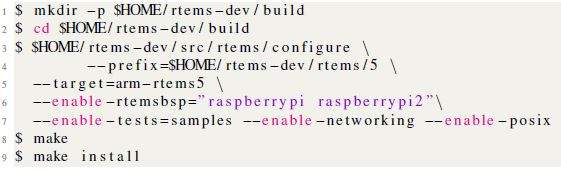 1 $ mkdir -p $HOME/rtems-dev/build
2 $ cd $HOME/rtems-dev/build
3 $ $HOME/rtems-dev/src/rtems/configure \
4 --prefix=$HOME/rtems-dev/rtems/5 \
5 --target=arm-rtems5 \
6 --enable-rtemsbsp="raspberrypi raspberrypi2"\
7 --enable-tests=samples --enable-networking --enable-posix
8 $ make
9 $ make install